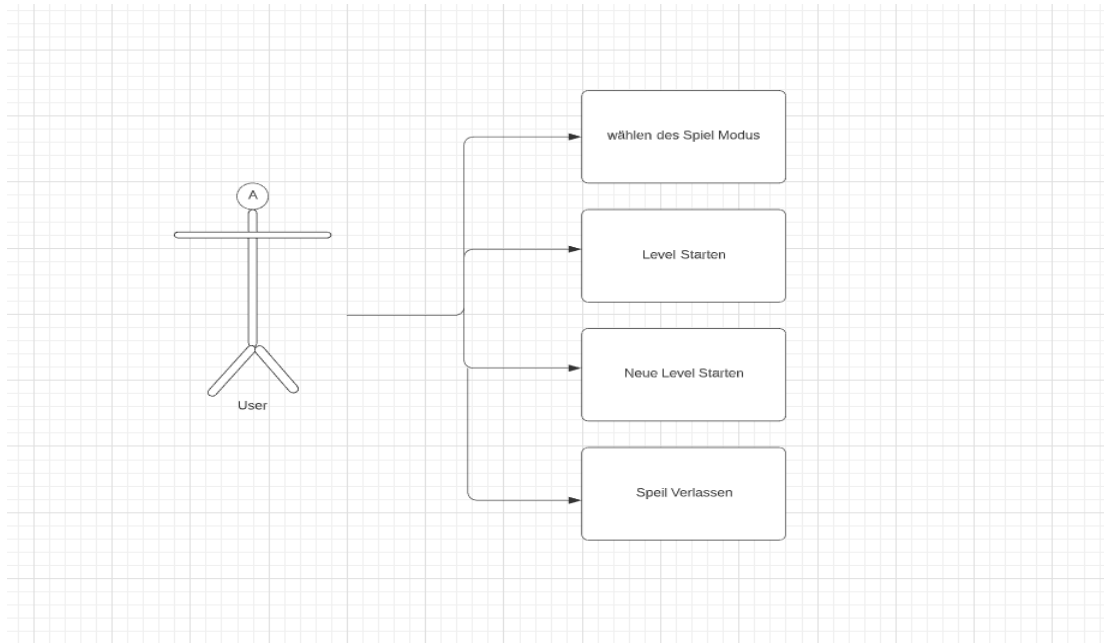 wählen des Spiel Modus
A
Level Starten
Neue Level Starten
User
Speil Verlassen